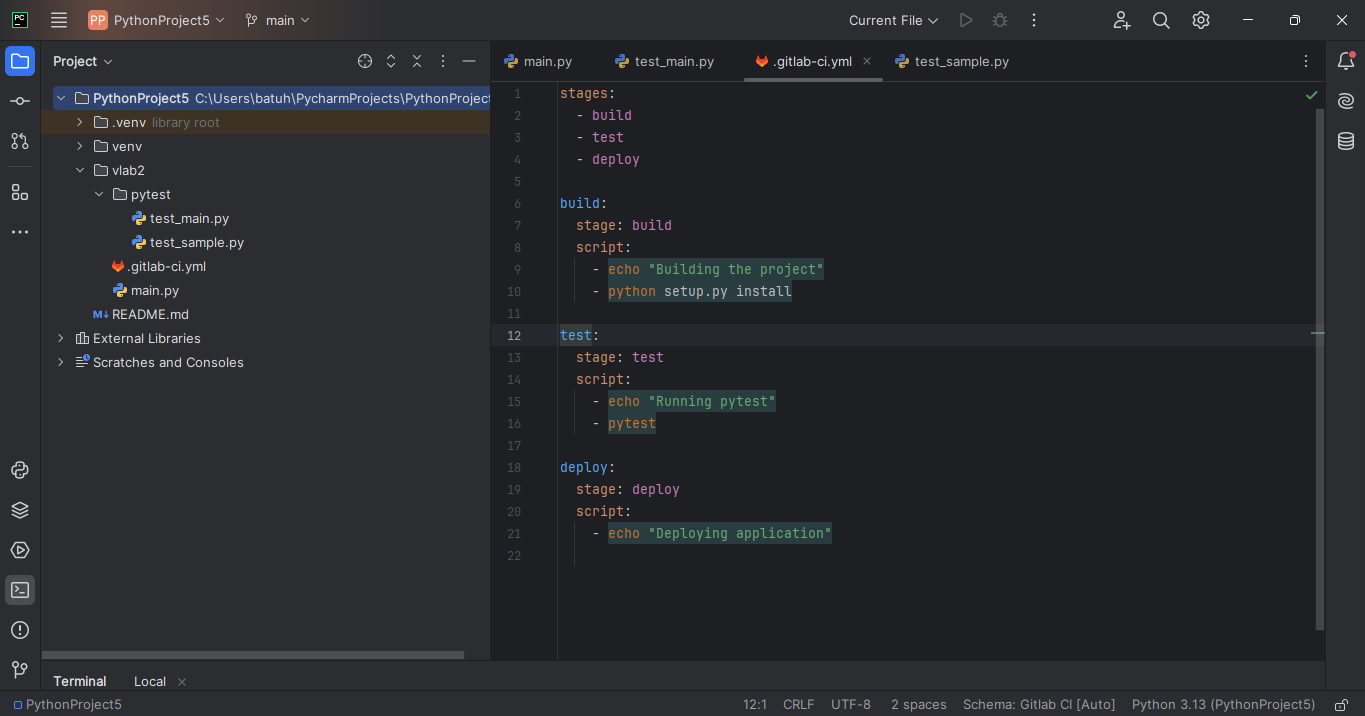 PC PP PythonProject5 main Current File
Project
main.py test_main.py .gitlab-ci.yml test_sample.py
PythonProject5 C:\Users\batuh\PycharmProjects\PythonProject
.venv library root
venv
vlab2
pytest
test_main.py
test_sample.py
.gitlab-ci.yml
main.py
M↓ README.md
External Libraries
Scratches and Consoles
1 stages:
2 - build
3 - test
4 - deploy
5
6 build:
7 stage: build
8 script:
9 - echo "Building the project"
10 - python setup.py install
11
12 test:
13 stage: test
14 script:
15 - echo "Running pytest"
16 - pytest
17
18 deploy:
19 stage: deploy
20 script:
21 - echo "Deploying application"
22
Terminal Local
PythonProject5 12:1 CRLF UTF-8 2 spaces Schema: Gitlab CI [Auto] Python 3.13 (PythonProject5)